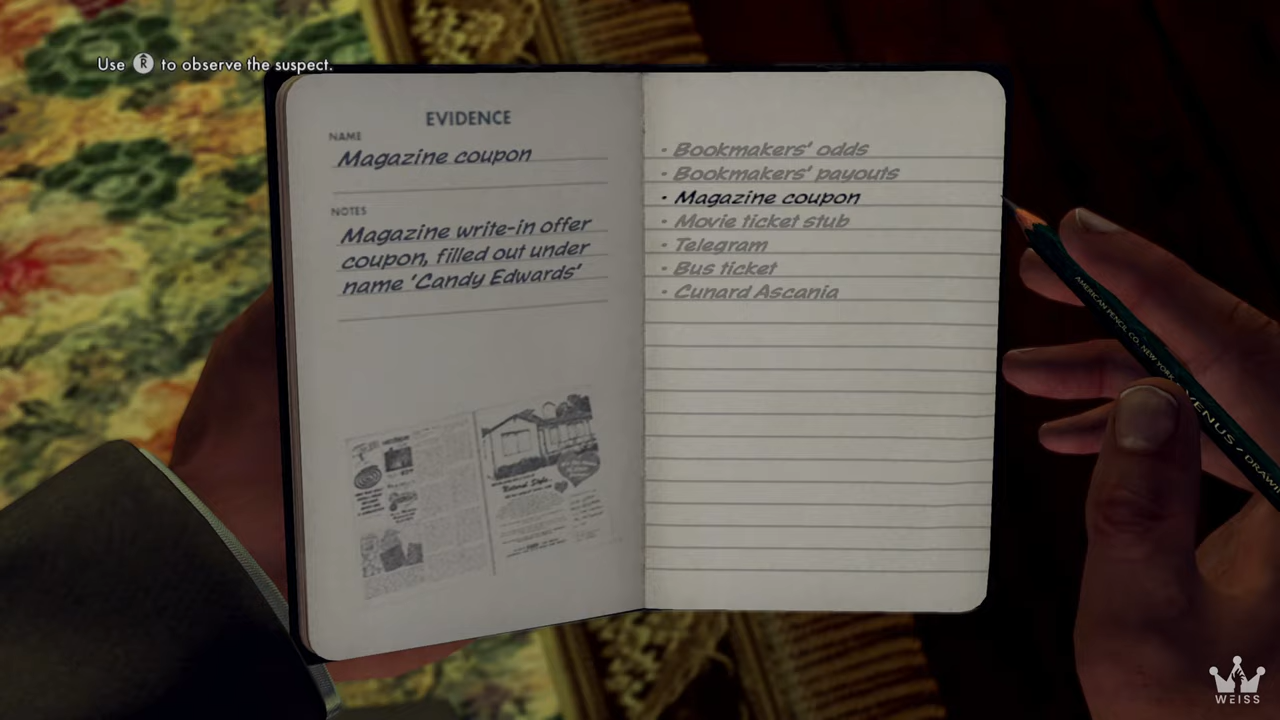 Use R to observe the suspect.
EVIDENCE
NAME
Magazine coupon
NOTES
Magazine write-in offer
coupon, filled out under
name 'Candy Edwards'
• Bookmakers' odds
• Bookmakers' payouts
• Magazine coupon
• Movie ticket stub
• Telegram
• Bus ticket
• Cunard Ascania
AMERICAN PENCIL CO. NEW YORK
VENUS
WEISS